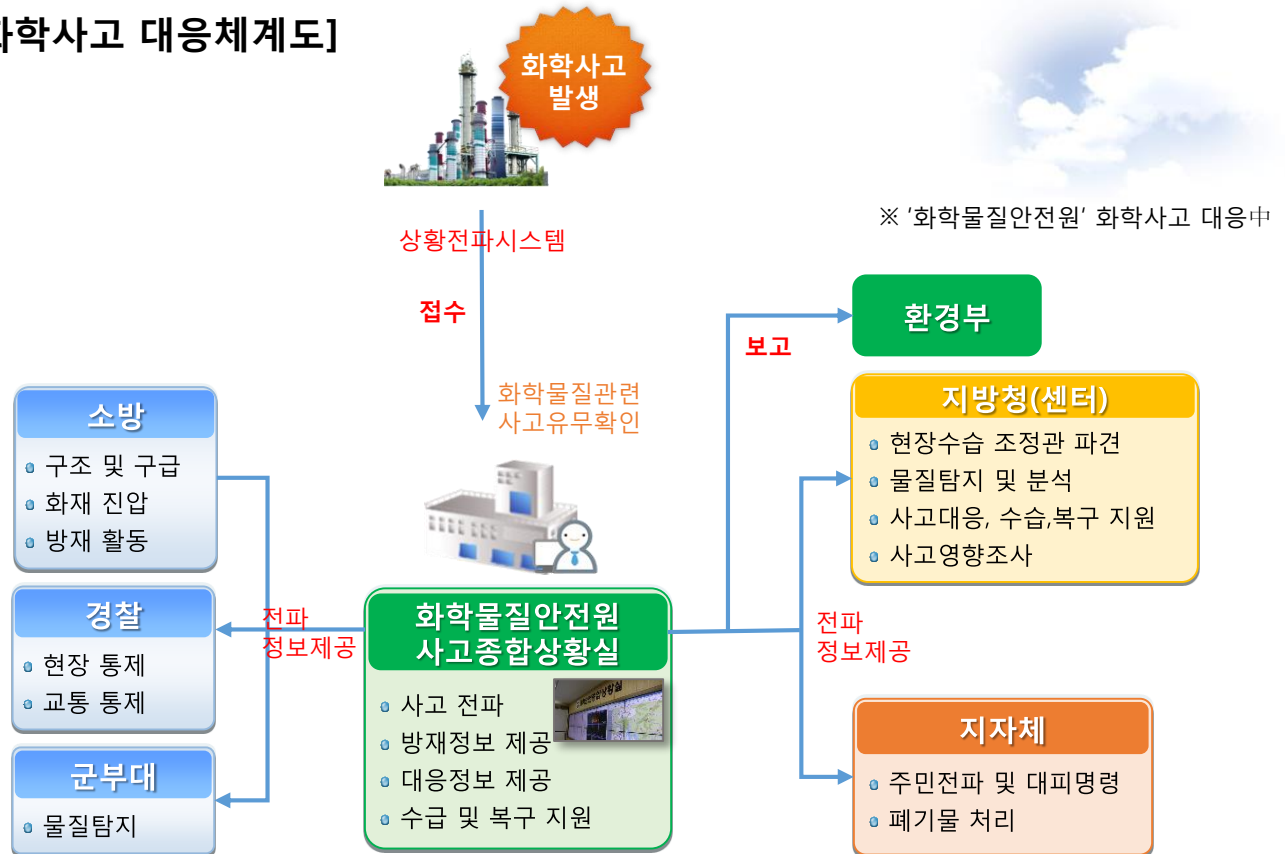 학사고 대응체계도]
화학사고
발생
※ '화학물질안전원' 화학사고 대응中
상황전파시스템
접수
화학물질관련
사고유무확인
보고
환경부
지방청(센터)
현장수습 조정관 파견
물질탐지 및 분석
사고대응, 수습,복구 지원
사고영향조사
소방
구조 및 구급
화재 진압
방재 활동
경찰
현장 통제
교통 통제
군부대
물질탐지
전파
정보제공
화학물질안전원
사고종합상황실
사고 전파
방재정보 제공
대응정보 제공
수급 및 복구 지원
전파
정보제공
지자체
주민전파 및 대피명령
폐기물 처리